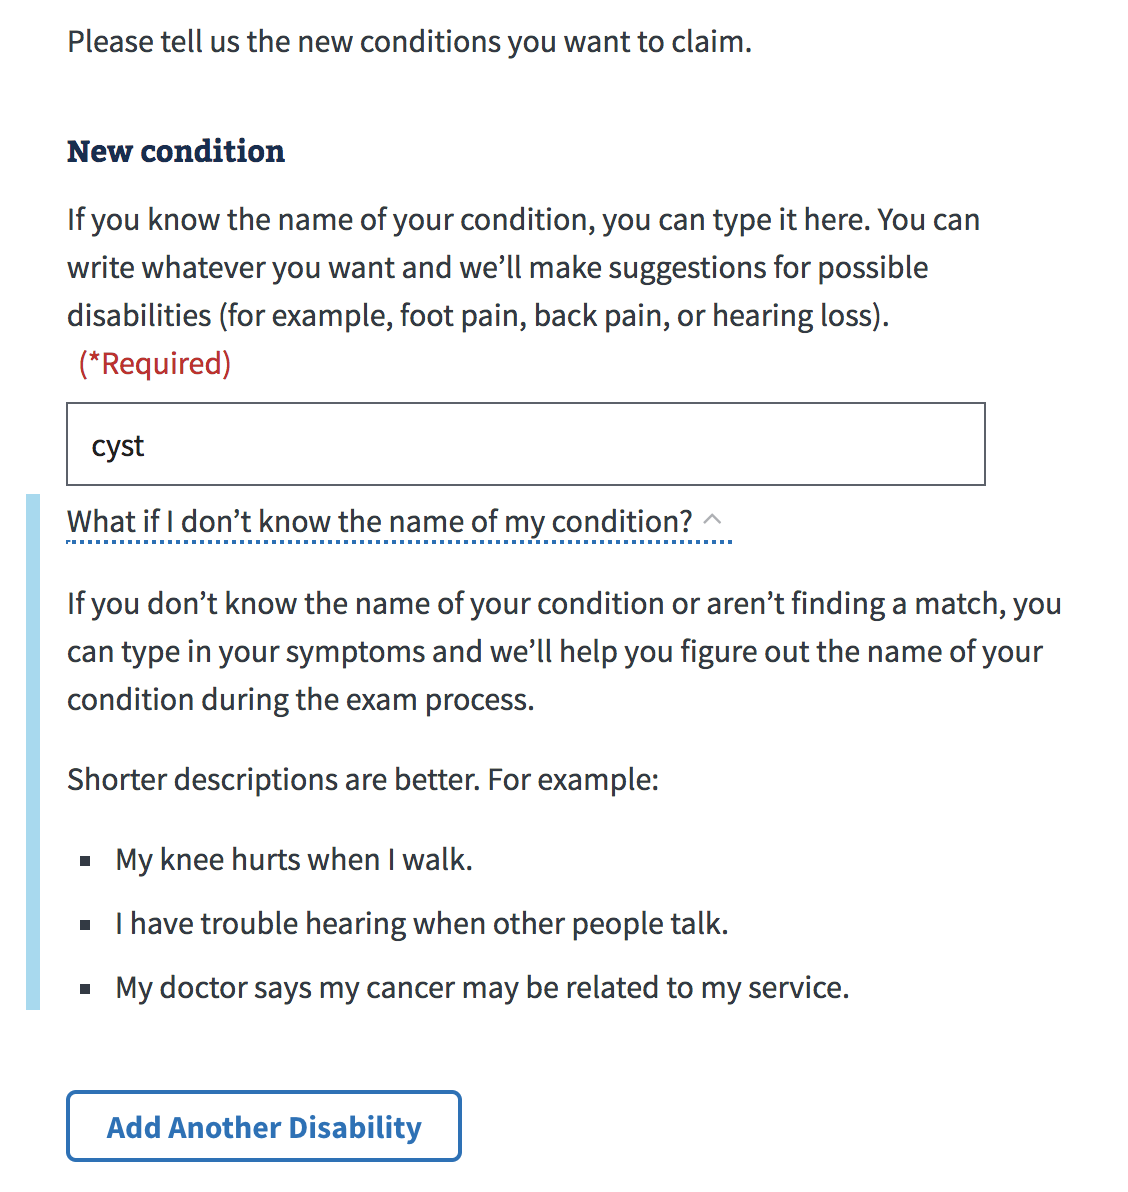 Please tell us the new conditions you want to claim.
New condition
If you know the name of your condition, you can type it here. You can
write whatever you want and we’ll make suggestions for possible
disabilities (for example, foot pain, back pain, or hearing loss).
(*Required)
cyst
What if I don’t know the name of my condition?
If you don’t know the name of your condition or aren’t finding a match, you
can type in your symptoms and we’ll help you figure out the name of your
condition during the exam process.
Shorter descriptions are better. For example:
My knee hurts when I walk.
I have trouble hearing when other people talk.
My doctor says my cancer may be related to my service.
Add Another Disability